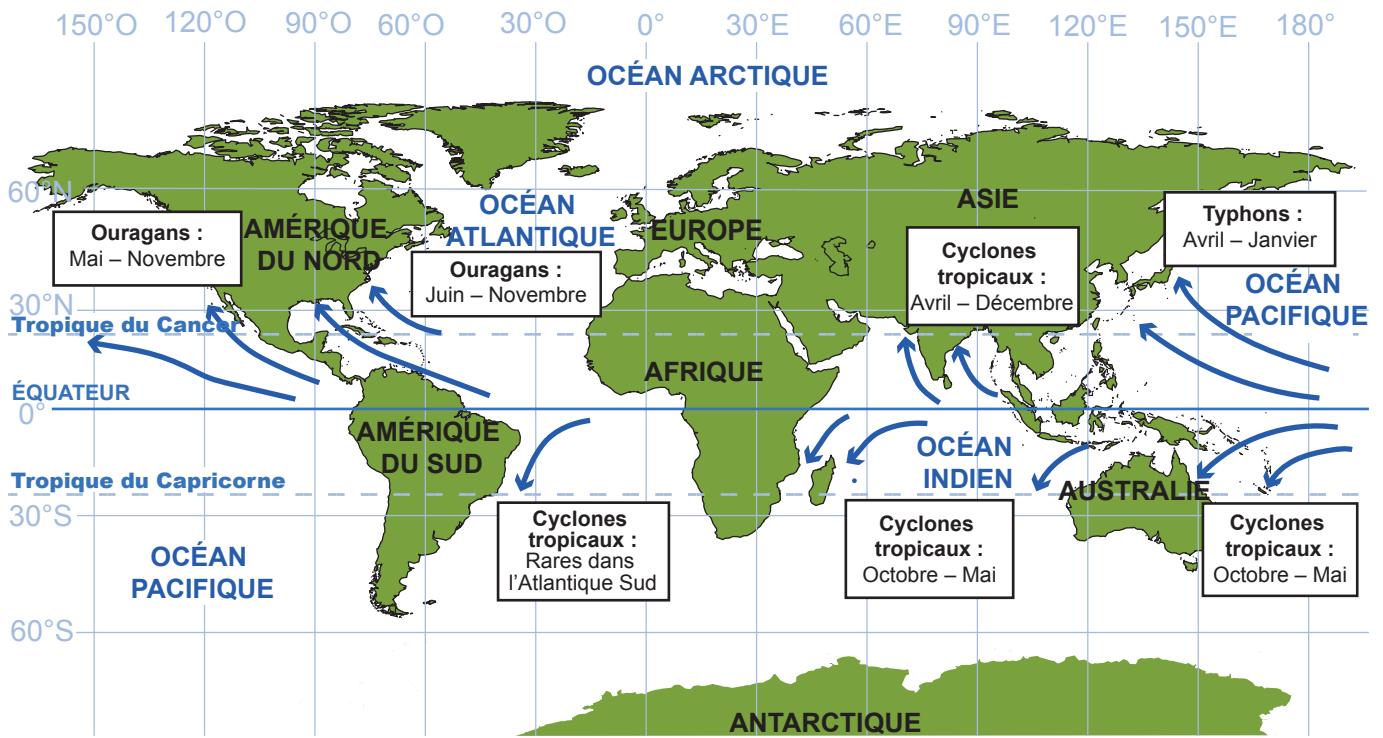 150°O 120°O 90°O 60°O 30°O 0° 30°E 60°E 90°E 120°E 150°E 180°
OCÉAN ARCTIQUE
60°N
ASIE
OCÉAN
ATLANTIQUE
Ouragans :
Mai – Novembre
AMÉRIQUE
DU NORD
EUROPE
Typhons :
Avril – Janvier
Cyclones
tropicaux :
Avril – Décembre
Ouragans :
Juin – Novembre
OCÉAN
PACIFIQUE
30°N
Tropique du Cancer
AFRIQUE
ÉQUATEUR
0°
AMÉRIQUE
DU SUD
OCÉAN
INDIEN
Tropique du Capricorne
AUSTRALIE
30°S
Cyclones
tropicaux :
Rares dans
l’Atlantique Sud
Cyclones
tropicaux :
Octobre – Mai
Cyclones
tropicaux :
Octobre – Mai
OCÉAN
PACIFIQUE
60°S
ANTARCTIQUE